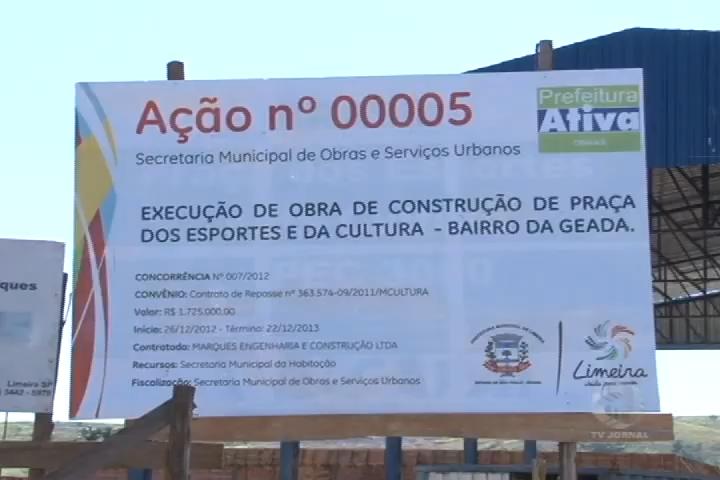 Ação nº 00005
Prefeitura
Ativa
Secretaria Municipal de Obras e Serviços Urbanos
EXECUÇÃO DE OBRA DE CONSTRUÇÃO DE PRAÇA
DOS ESPORTES E DA CULTURA - BAIRRO DA GEADA.
CONCORRÊNCIA Nº 007/2012
CONVÊNIO: Contrato de Repasse nº 363.574-09/2011/MCULTURA
Valor: R$ 1.725.000,00
Início: 26/12/2012 - Término: 22/12/2013
Contratada: MARQUES ENGENHARIA E CONSTRUÇÃO LTDA
Recursos: Secretaria Municipal da Habitação
Fiscalização: Secretaria Municipal de Obras e Serviços Urbanos
Limeira
ques
Limeira SP
3442 - 5979
TV JORNAL